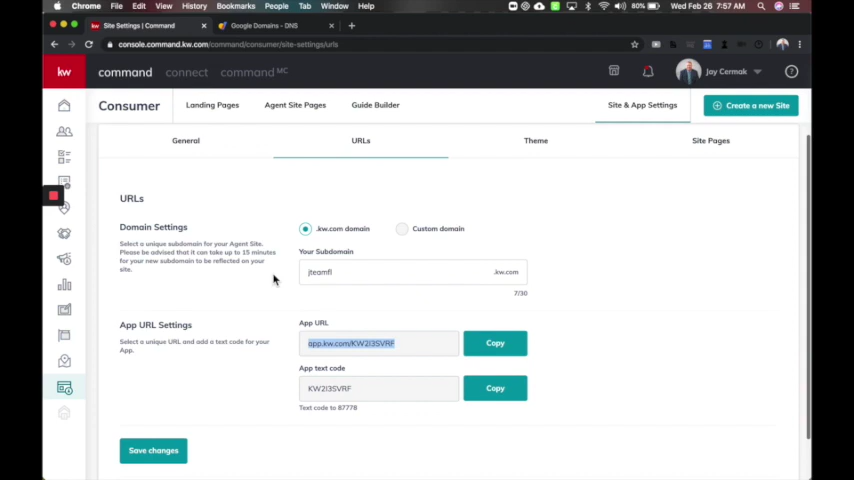 Chrome File Edit View History Bookmarks People Tab Window Help
80% Wed Feb 26 7:57 AM
Site Settings | Command
Google Domains - DNS
console.command.kw.com/command/consumer/site-settings/urls
kw command connect command MC
Jay Cermak
Consumer Landing Pages Agent Site Pages Guide Builder Site & App Settings Create a new Site
General URLs Theme Site Pages
URLs
Domain Settings
Select a unique subdomain for your Agent Site.
Please be advised that it can take up to 15 minutes
for your new subdomain to be reflected on your
site.
.kw.com domain Custom domain
Your Subdomain
jteamfl .kw.com
7/30
App URL Settings
Select a unique URL and add a text code for your
App.
App URL
app.kw.com/KW2I3SVRF Copy
App text code
KW2I3SVRF Copy
Text code to 87778
Save changes